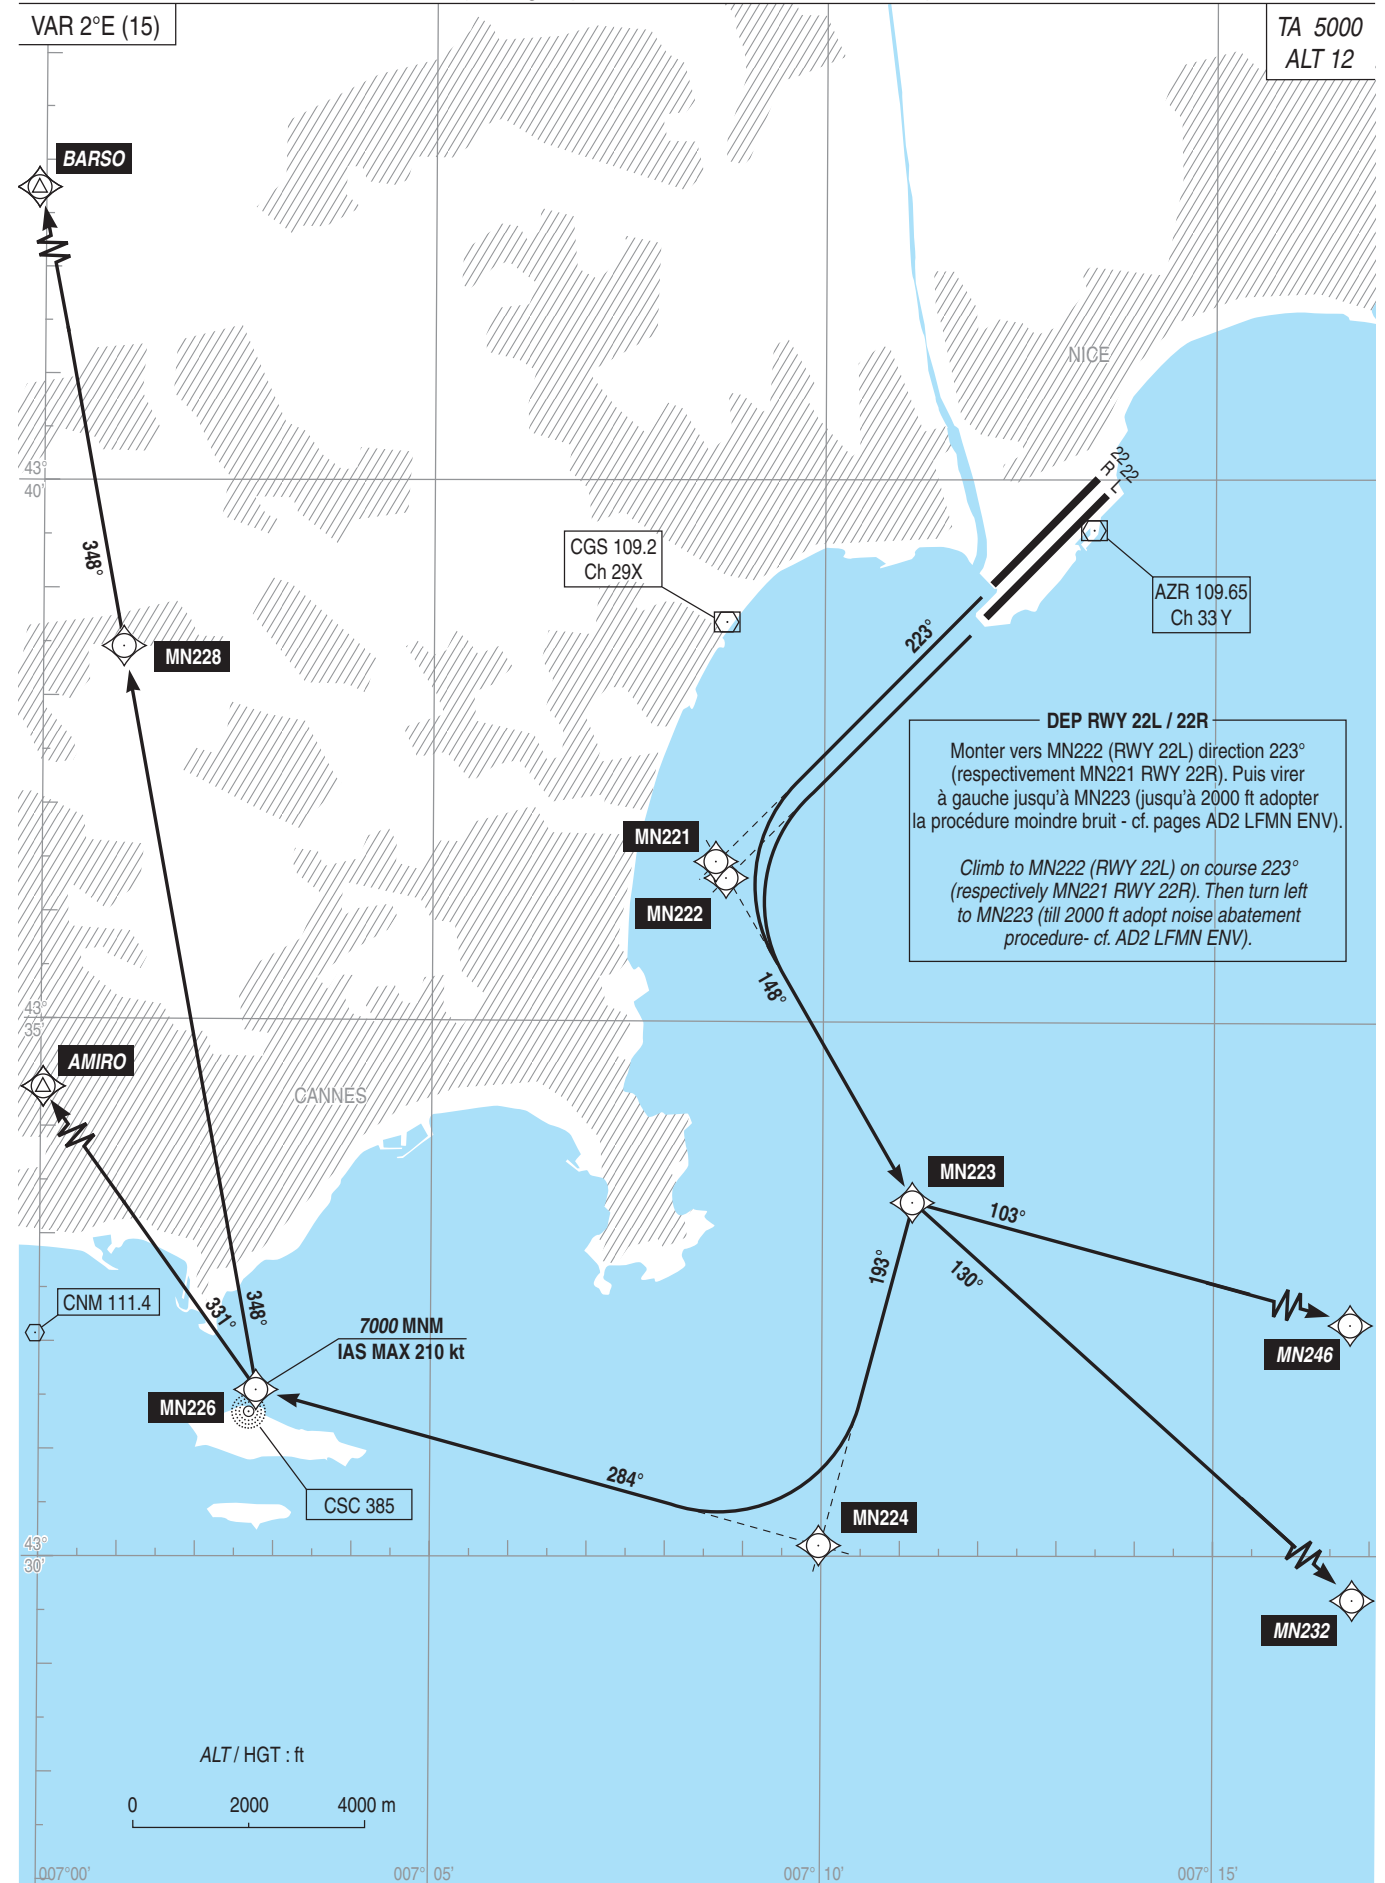 VAR 2°E (15)
TA 5000
ALT 12
BARSO
NICE
43°
40'
22
R
22
L
348°
CGS 109.2
Ch 29X
AZR 109.65
Ch 33 Y
223°
MN228
DEP RWY 22L / 22R
Monter vers MN222 (RWY 22L) direction 223°
(respectivement MN221 RWY 22R). Puis virer
à gauche jusqu'à MN223 (jusqu'à 2000 ft adopter
la procédure moindre bruit - cf. pages AD2 LFMN ENV).
Climb to MN222 (RWY 22L) on course 223°
(respectively MN221 RWY 22R). Then turn left
to MN223 (till 2000 ft adopt noise abatement
procedure- cf. AD2 LFMN ENV).
MN221
MN222
148°
43°
35'
AMIRO
CANNES
MN223
103°
193°
130°
CNM 111.4
331°
348°
7000 MNM
IAS MAX 210 kt
MN246
MN226
284°
CSC 385
MN224
43°
30'
MN232
ALT / HGT : ft
0 2000 4000 m
007°00' 007° 05' 007° 10' 007° 15'